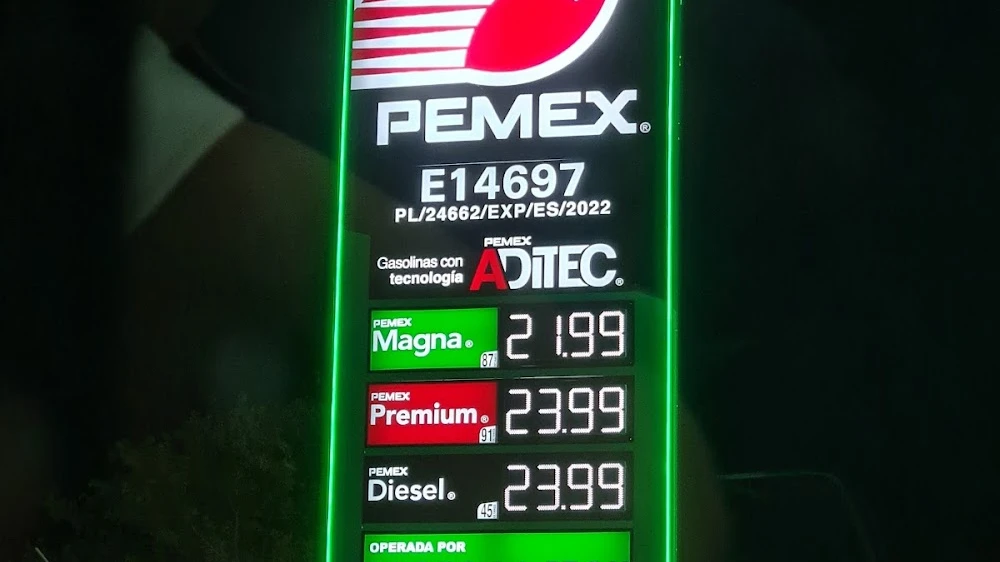 PEMEX®
E14697
PL/24662/EXP/ES/2022
Gasolinas con
tecnología
PEMEX
ADITEC®
PEMEX
Magna® 87 21.99
PEMEX
Premium® 91 23.99
PEMEX
Diesel® 45 23.99
OPERADA POR